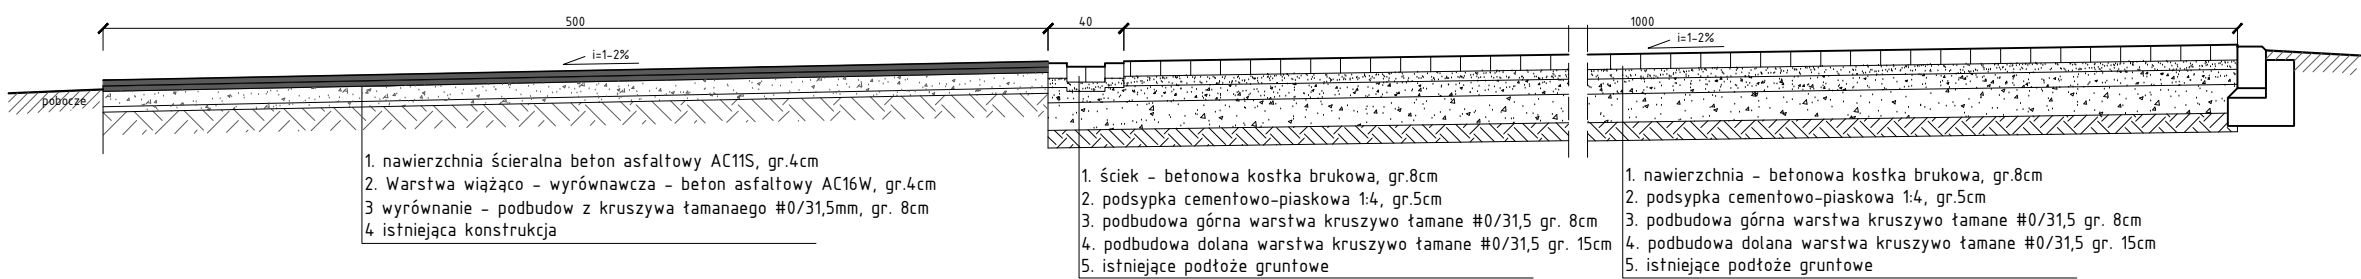 500
40
1000
i=1-2%
i=1-2%
pobocze
1. nawierzchnia ścieralna beton asfaltowy AC11S, gr.4cm
2. Warstwa wiążąco - wyrównawcza - beton asfaltowy AC16W, gr.4cm
3 wyrównanie - podbudow z kruszywa łamanaego #0/31,5mm, gr. 8cm
4 istniejąca konstrukcja
1. ściek - betonowa kostka brukowa, gr.8cm
2. podsypka cementowo-piaskowa 1:4, gr.5cm
3. podbudowa górna warstwa kruszywo łamane #0/31,5 gr. 8cm
4. podbudowa dolana warstwa kruszywo łamane #0/31,5 gr. 15cm
5. istniejące podłoże gruntowe
1. nawierzchnia - betonowa kostka brukowa, gr.8cm
2. podsypka cementowo-piaskowa 1:4, gr.5cm
3. podbudowa górna warstwa kruszywo łamane #0/31,5 gr. 8cm
4. podbudowa dolana warstwa kruszywo łamane #0/31,5 gr. 15cm
5. istniejące podłoże gruntowe